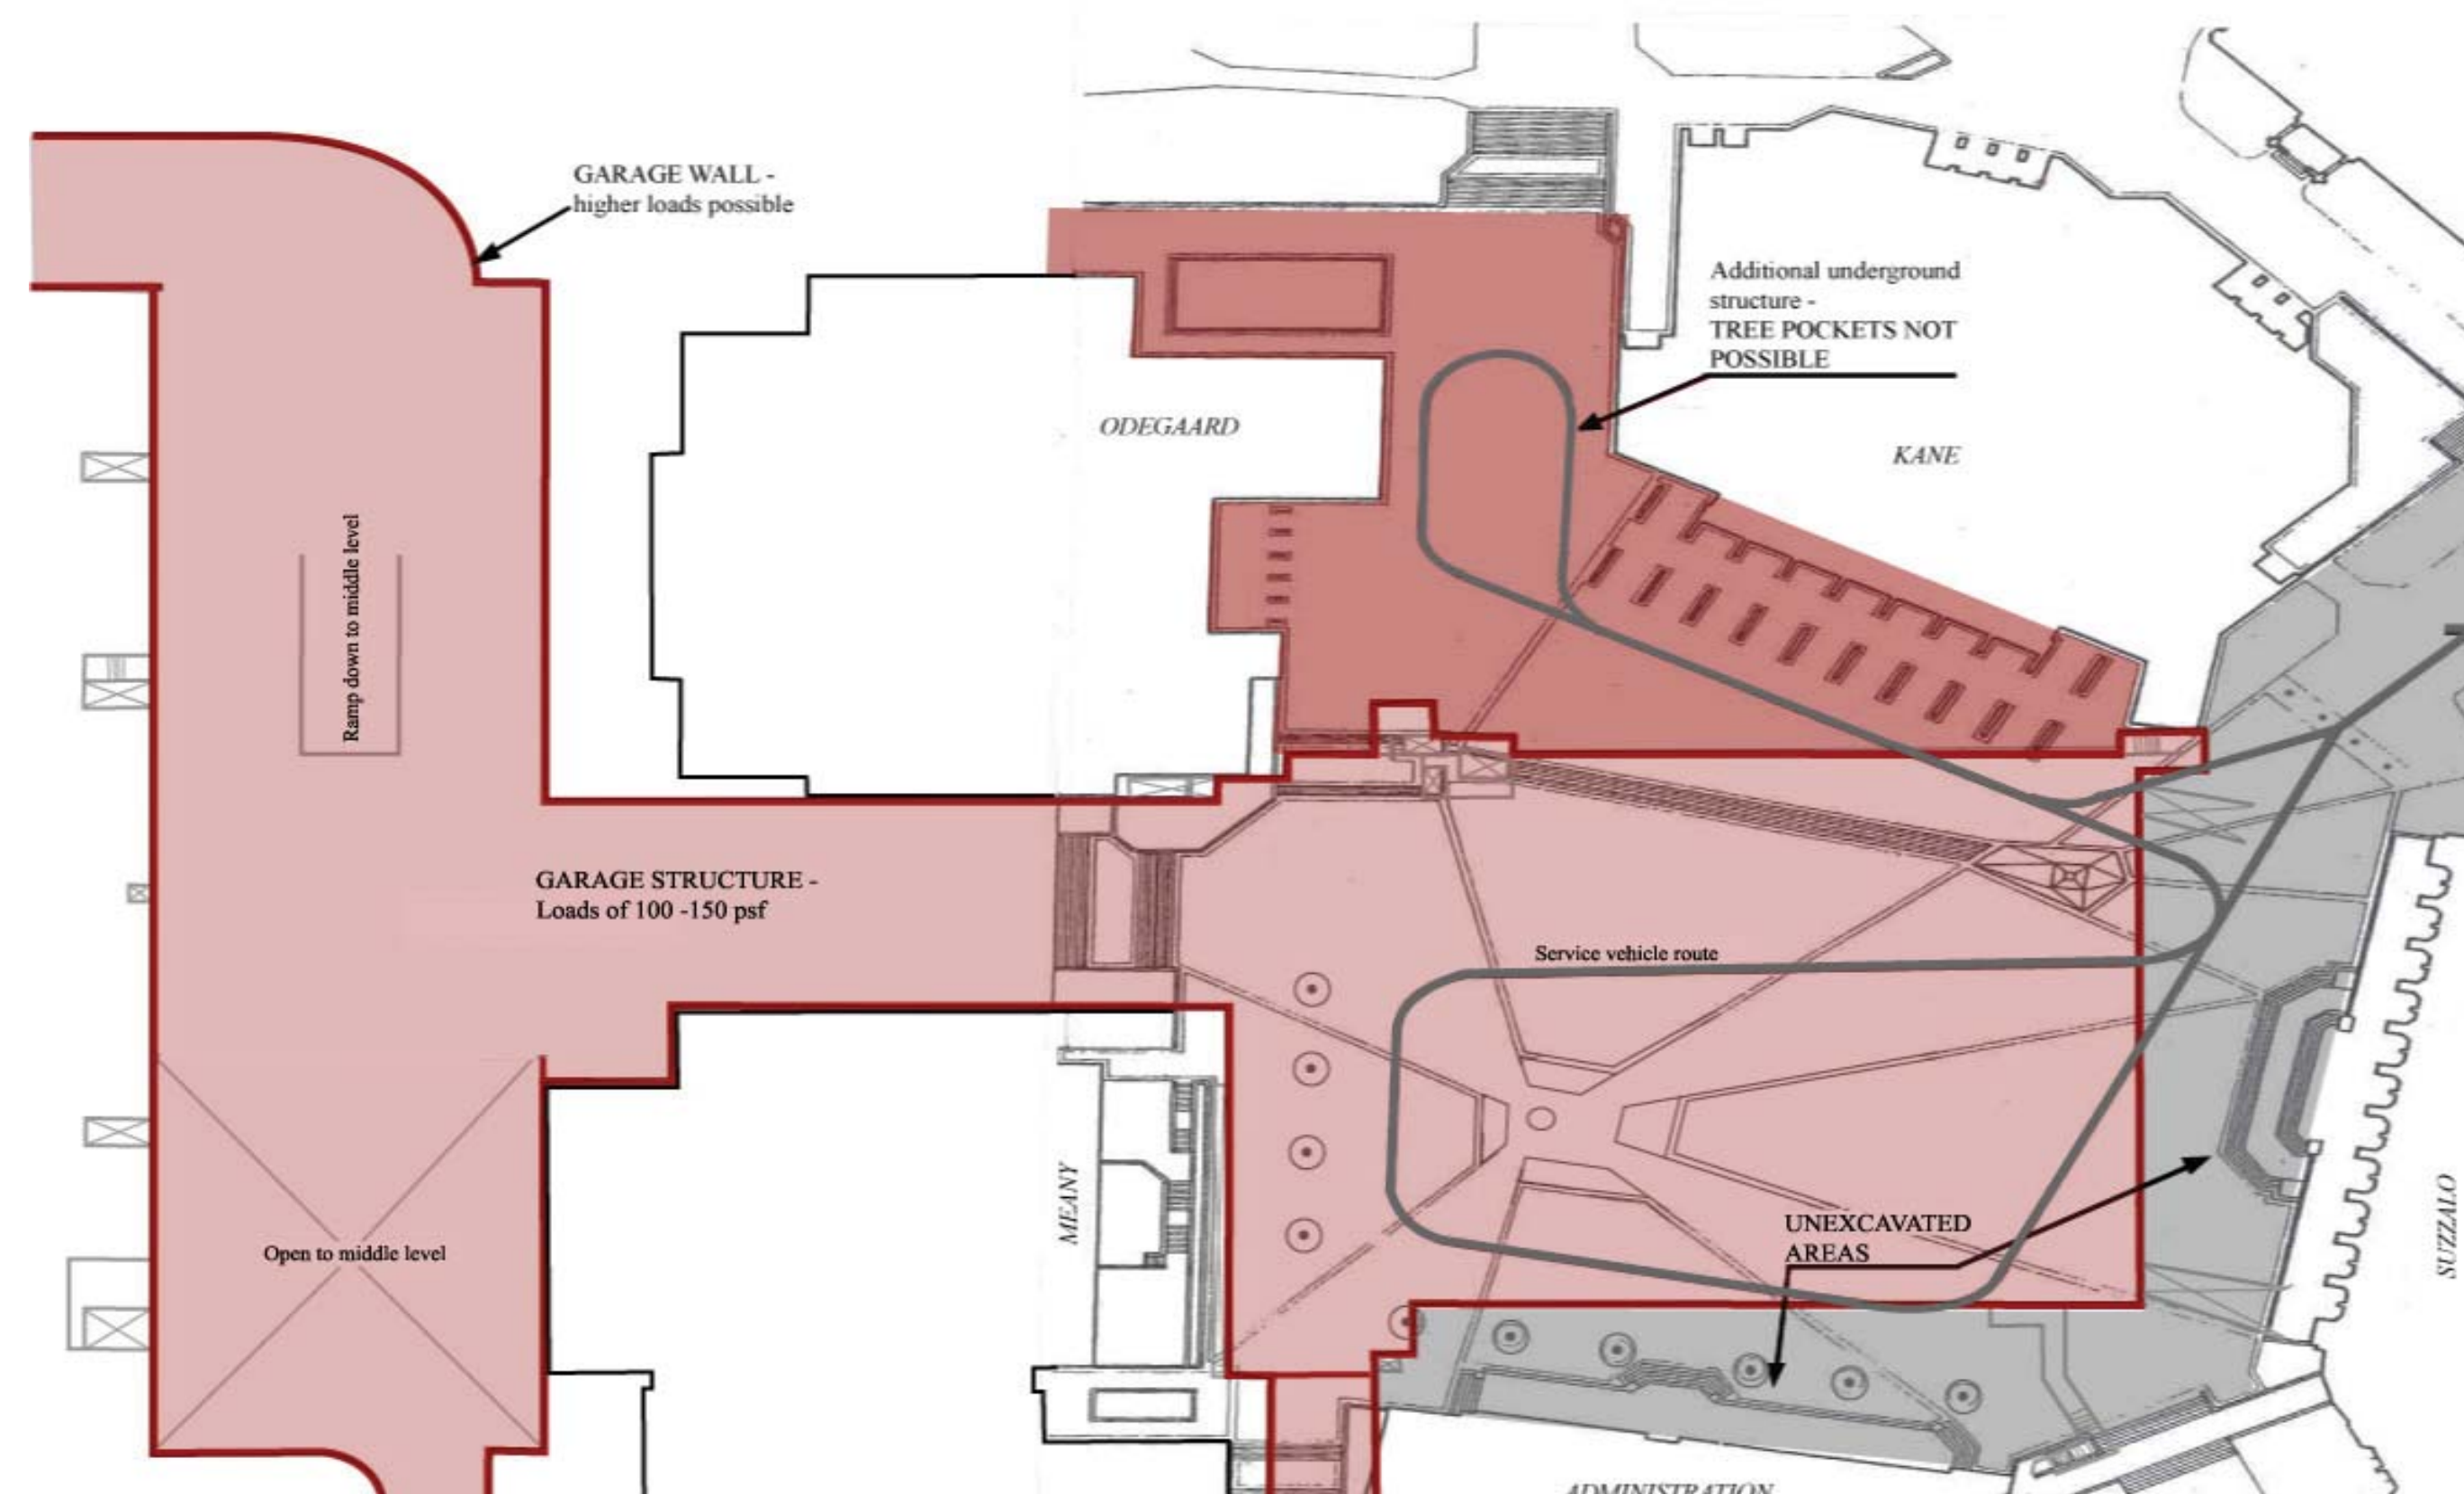 GARAGE WALL -
higher loads possible
Additional underground
structure -
TREE POCKETS NOT
POSSIBLE
ODEGAARD
KANE
Ramp down to middle level
GARAGE STRUCTURE -
Loads of 100 -150 psf
Service vehicle route
MEANY
UNEXCAVATED
AREAS
SUZZALO
Open to middle level
ADMINISTRATION